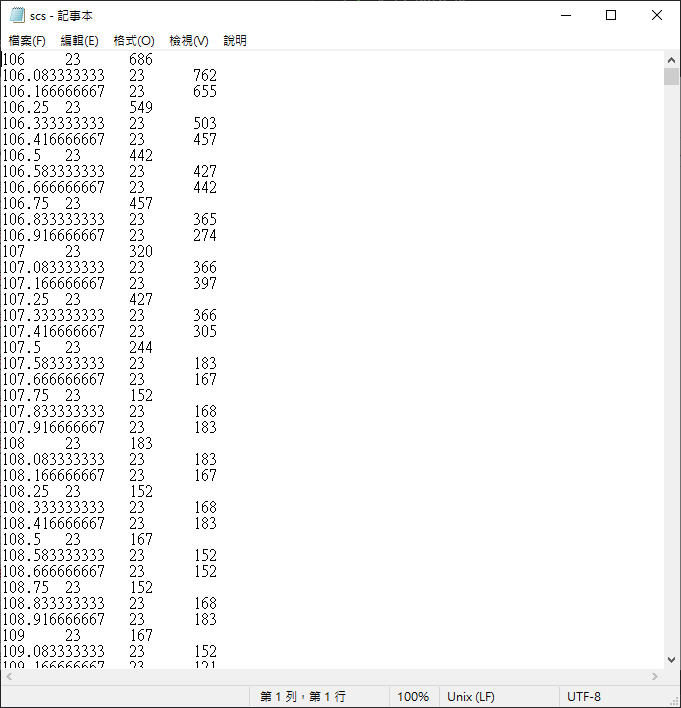 scs - 記事本
檔案(F) 編輯(E) 格式(O) 檢視(V) 說明
106 23 686
106.083333333 23 762
106.166666667 23 655
106.25 23 549
106.333333333 23 503
106.416666667 23 457
106.5 23 442
106.583333333 23 427
106.666666667 23 442
106.75 23 457
106.833333333 23 365
106.916666667 23 274
107 23 320
107.083333333 23 366
107.166666667 23 397
107.25 23 427
107.333333333 23 366
107.416666667 23 305
107.5 23 244
107.583333333 23 183
107.666666667 23 167
107.75 23 152
107.833333333 23 168
107.916666667 23 183
108 23 183
108.083333333 23 183
108.166666667 23 167
108.25 23 152
108.333333333 23 168
108.416666667 23 183
108.5 23 167
108.583333333 23 152
108.666666667 23 152
108.75 23 152
108.833333333 23 168
108.916666667 23 183
109 23 167
109.083333333 23 152
109.166666667 23 121
第 1 列，第 1 行 100% Unix (LF) UTF-8